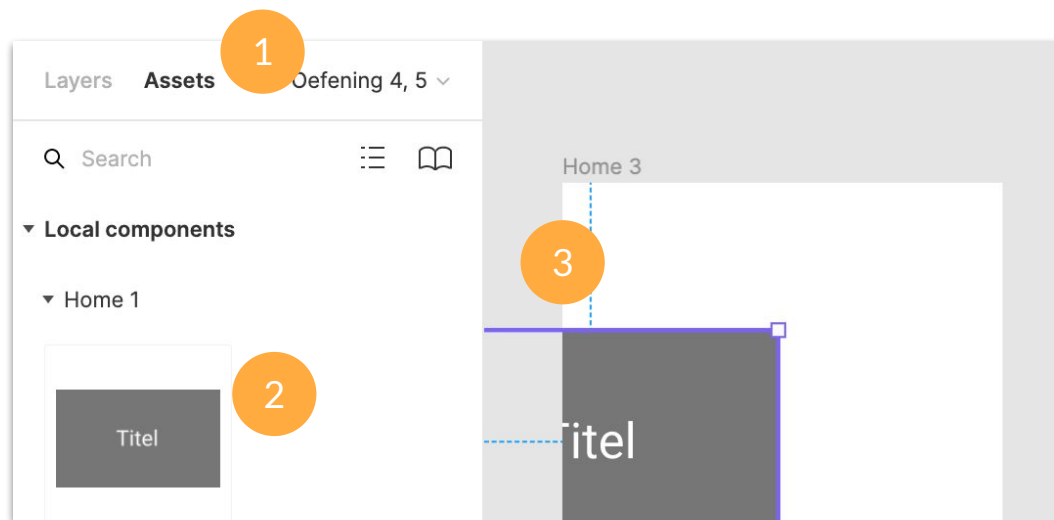 1
Layers Assets Oefening 4, 5
Search
Home 3
Local components
3
Home 1
2
Titel
Titel